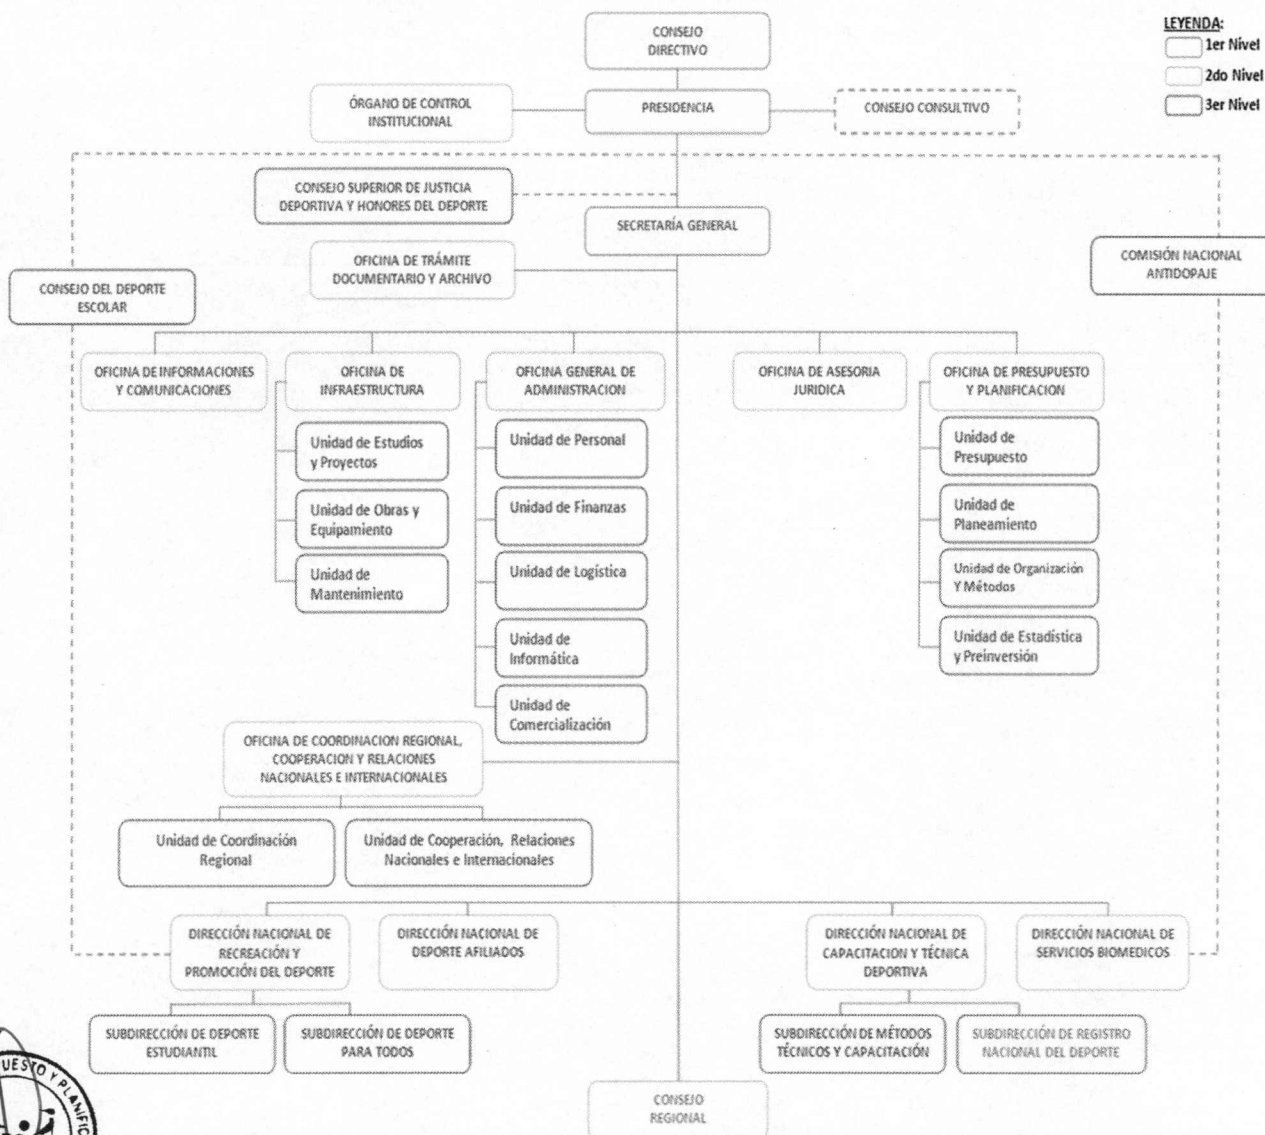 CONSEJO
DIRECTIVO
LEYENDA:
1er Nivel
2do Nivel
3er Nivel
ÓRGANO DE CONTROL
INSTITUCIONAL
PRESIDENCIA
CONSEJO CONSULTIVO
CONSEJO SUPERIOR DE JUSTICIA
DEPORTIVA Y HONORES DEL DEPORTE
SECRETARÍA GENERAL
OFICINA DE TRÁMITE
DOCUMENTARIO Y ARCHIVO
COMISIÓN NACIONAL
ANTIDOPAJE
CONSEJO DEL DEPORTE
ESCOLAR
OFICINA DE INFORMACIONES
Y COMUNICACIONES
OFICINA DE
INFRAESTRUCTURA
OFICINA GENERAL DE
ADMINISTRACION
OFICINA DE ASESORIA
JURIDICA
OFICINA DE PRESUPUESTO
Y PLANIFICACION
Unidad de Estudios
y Proyectos
Unidad de Obras y
Equipamiento
Unidad de
Mantenimiento
Unidad de Personal
Unidad de Finanzas
Unidad de Logística
Unidad de
Informática
Unidad de
Comercialización
Unidad de
Presupuesto
Unidad de
Planeamiento
Unidad de Organización
Y Métodos
Unidad de Estadística
y Preinversión
OFICINA DE COORDINACION REGIONAL,
COOPERACION Y RELACIONES
NACIONALES E INTERNACIONALES
Unidad de Coordinación
Regional
Unidad de Cooperación, Relaciones
Nacionales e Internacionales
DIRECCIÓN NACIONAL DE
RECREACIÓN Y
PROMOCIÓN DEL DEPORTE
DIRECCIÓN NACIONAL DE
DEPORTE AFILIADOS
DIRECCIÓN NACIONAL DE
CAPACITACION Y TÉCNICA
DEPORTIVA
DIRECCIÓN NACIONAL DE
SERVICIOS BIOMEDICOS
SUBDIRECCIÓN DE DEPORTE
ESTUDIANTIL
SUBDIRECCIÓN DE DEPORTE
PARA TODOS
SUBDIRECCIÓN DE MÉTODOS
TÉCNICOS Y CAPACITACIÓN
SUBDIRECCIÓN DE REGISTRO
NACIONAL DEL DEPORTE
CONSEJO
REGIONAL